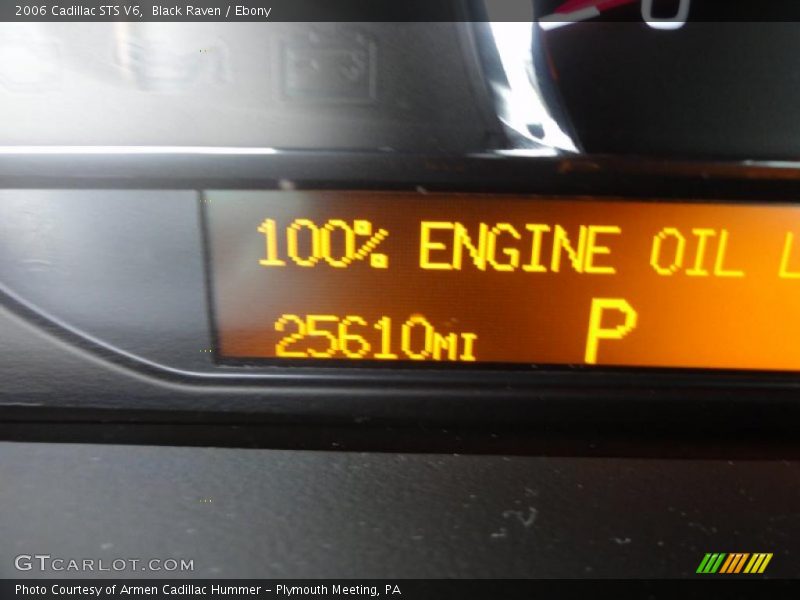 2006 Cadillac STS V6, Black Raven / Ebony
0
100% ENGINE OIL L
25610MI P
GTCARLOT.COM
Photo Courtesy of Armen Cadillac Hummer – Plymouth Meeting, PA